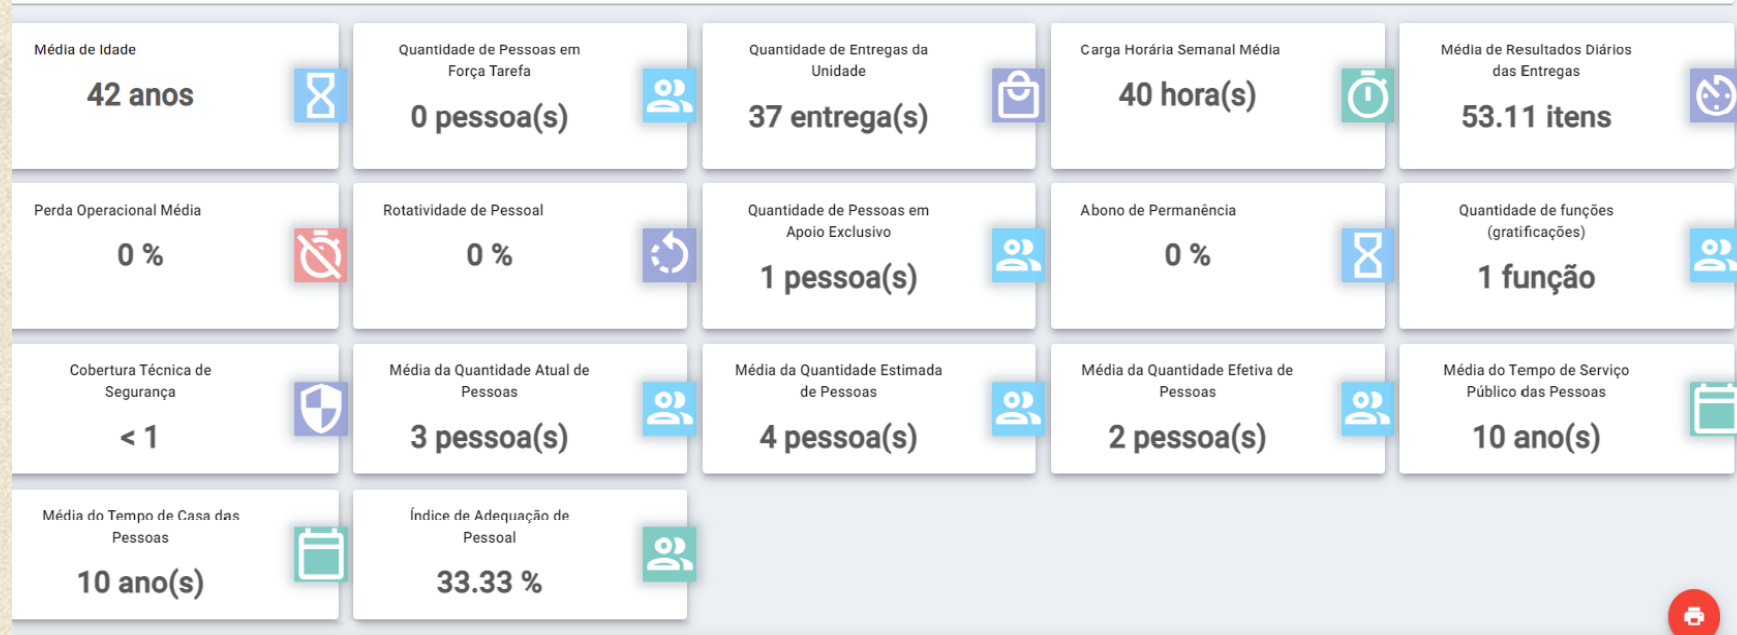 Média de Idade
42 anos
Quantidade de Pessoas em
Força Tarefa
0 pessoa(s)
Quantidade de Entregas da
Unidade
37 entrega(s)
Carga Horária Semanal Média
40 hora(s)
Média de Resultados Diários
das Entregas
53.11 itens
Perda Operacional Média
0 %
Rotatividade de Pessoal
0 %
Quantidade de Pessoas em
Apoio Exclusivo
1 pessoa(s)
Abono de Permanência
0 %
Quantidade de funções
(gratificações)
1 função
Cobertura Técnica de
Segurança
< 1
Média da Quantidade Atual de
Pessoas
3 pessoa(s)
Média da Quantidade Estimada
de Pessoas
4 pessoa(s)
Média da Quantidade Efetiva de
Pessoas
2 pessoa(s)
Média do Tempo de Serviço
Público das Pessoas
10 ano(s)
Média do Tempo de Casa das
Pessoas
10 ano(s)
Índice de Adequação de
Pessoal
33.33 %